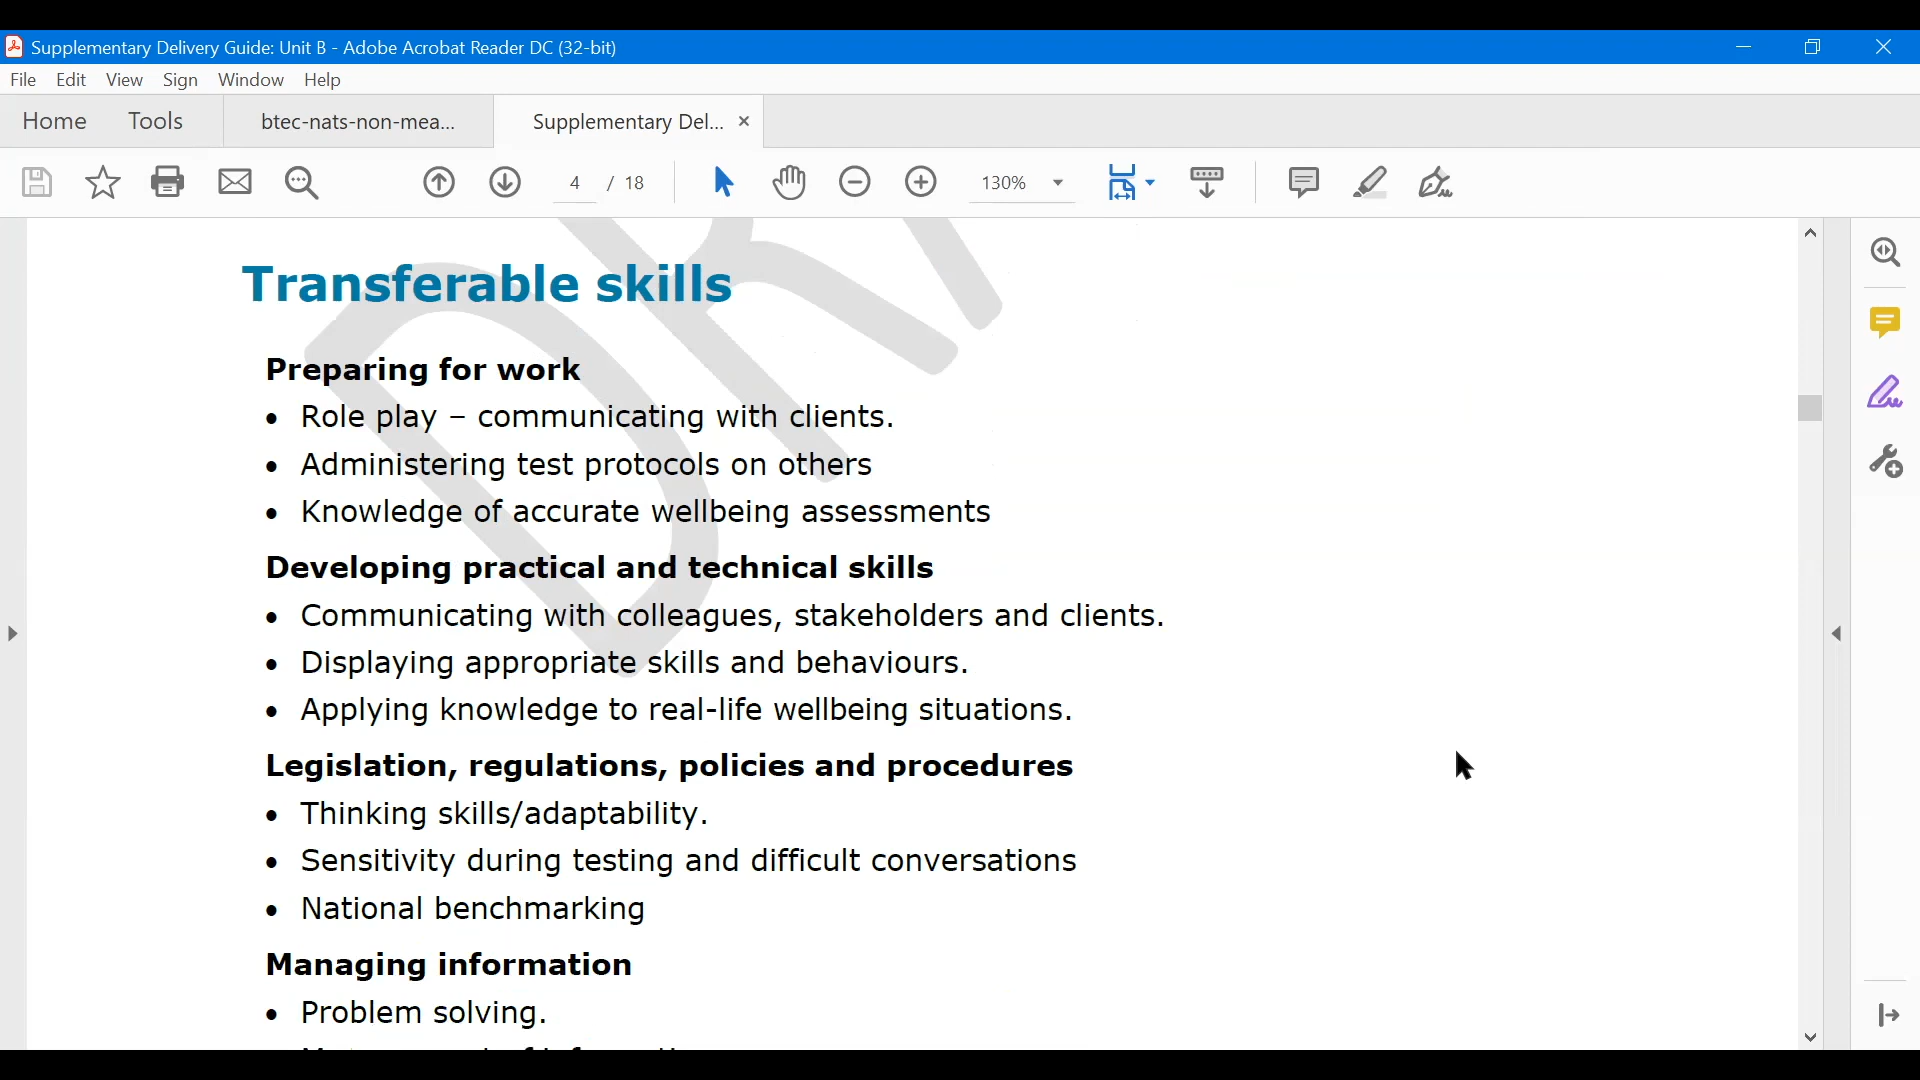 Supplementary Delivery Guide: Unit B - Adobe Acrobat Reader DC (32-bit)
File Edit View Sign Window Help
Home Tools btec-nats-non-mea... Supplementary Del... ×
4 / 18 130%
Transferable skills
Preparing for work
• Role play – communicating with clients.
• Administering test protocols on others
• Knowledge of accurate wellbeing assessments
Developing practical and technical skills
• Communicating with colleagues, stakeholders and clients.
• Displaying appropriate skills and behaviours.
• Applying knowledge to real-life wellbeing situations.
Legislation, regulations, policies and procedures
• Thinking skills/adaptability.
• Sensitivity during testing and difficult conversations
• National benchmarking
Managing information
• Problem solving.